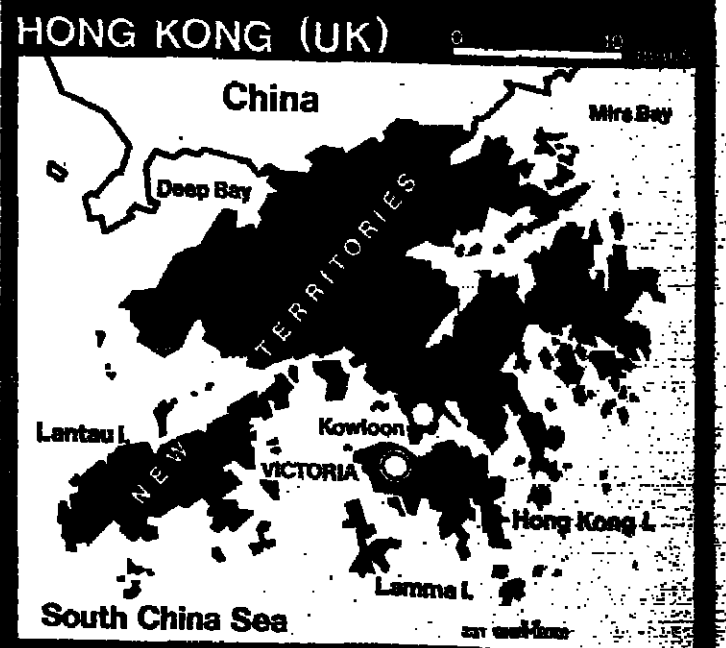 HONG KONG (UK)
0 10
China
Mirs Bay
Deep Bay
TERRITORIES
Lantau I.
NEW
Kowloon
VICTORIA
Hong Kong I.
Lamma I.
South China Sea